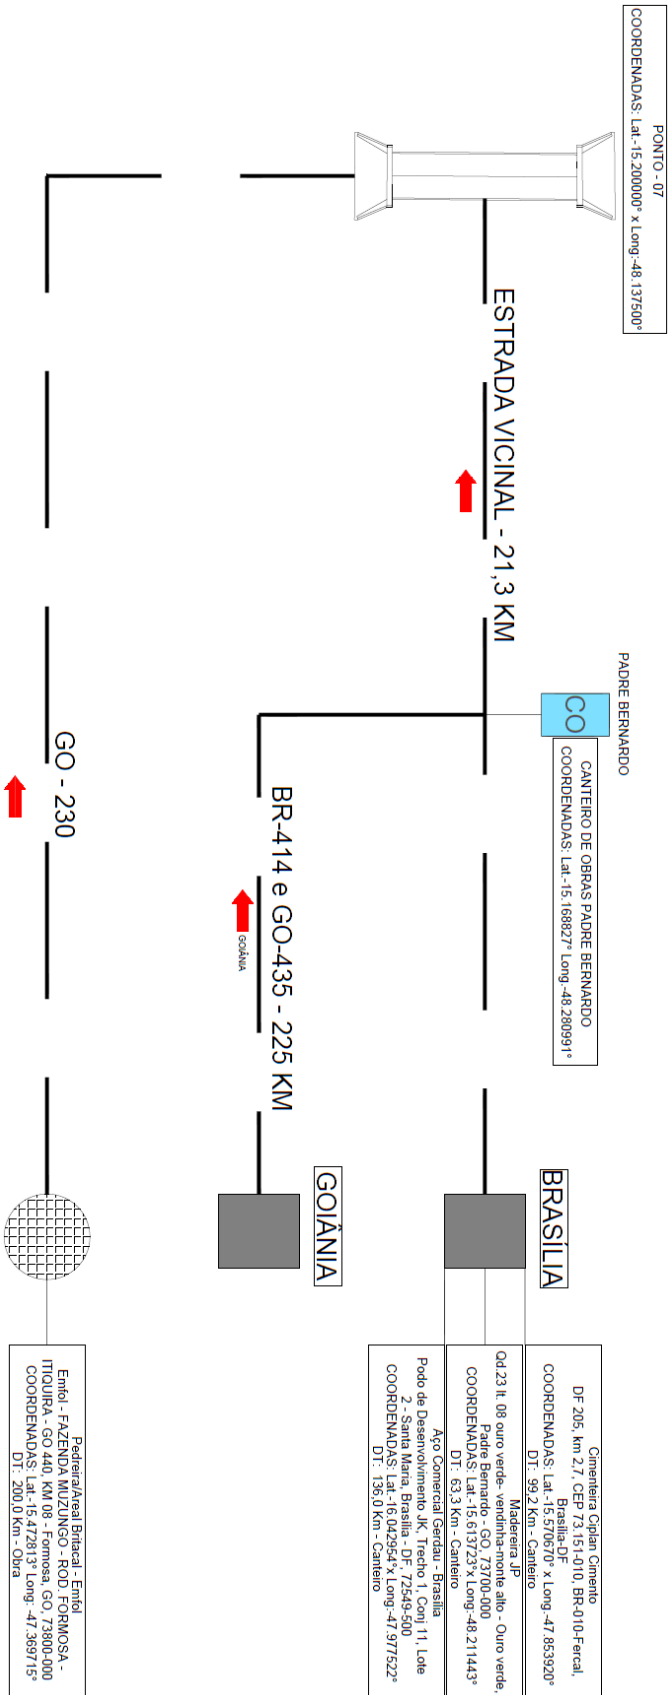 PONTO - 07
COORDENADAS: Lat.-15.200000° x Long:-48.137500°
ESTRADA VICINAL - 21,3 KM
PADRE BERNARDO
CO
CANTEIRO DE OBRAS PADRE BERNARDO
COORDENADAS: Lat.-15.168827° Long:-48.280991°
BR-414 e GO-435 - 225 KM
GOIÂNIA
GO - 230
BRASÍLIA
GOIÂNIA
Cimenteira Ciplan Cimento
DF 205, km 2,7, CEP 73.151-010, BR-010-Fercal,
Brasília-DF
COORDENADAS: Lat.-15.570670° x Long:-47.853920°
DT: 99,2 Km - Canteiro
Madereira JP
Qd.23 lt. 08 ouro verde- vendinha-monte alto - Ouro verde,
Padre Bernardo - GO, 73700-000
COORDENADAS: Lat.-15.613723°x Long:-48.211443°
DT: 63,3 Km - Canteiro
Aço Comercial Gerdau - Brasília
Podo de Desenvolvimento JK, Trecho 1, Conj 11, Lote
2 - Santa Maria, Brasília - DF, 72549-500
COORDENADAS: Lat.-16.042954°x Long:-47.977522°
DT: 136,0 Km - Canteiro
Pedreira/Areal Britacal - Emfol
Emfol - FAZENDA MUZUNGO - ROD. FORMOSA -
ITIQUIRA - GO 440, KM 08 - Formosa, GO, 73800-000
COORDENADAS: Lat.-15.472813° Long: -47.369715°
DT: 200,0 Km - Obra